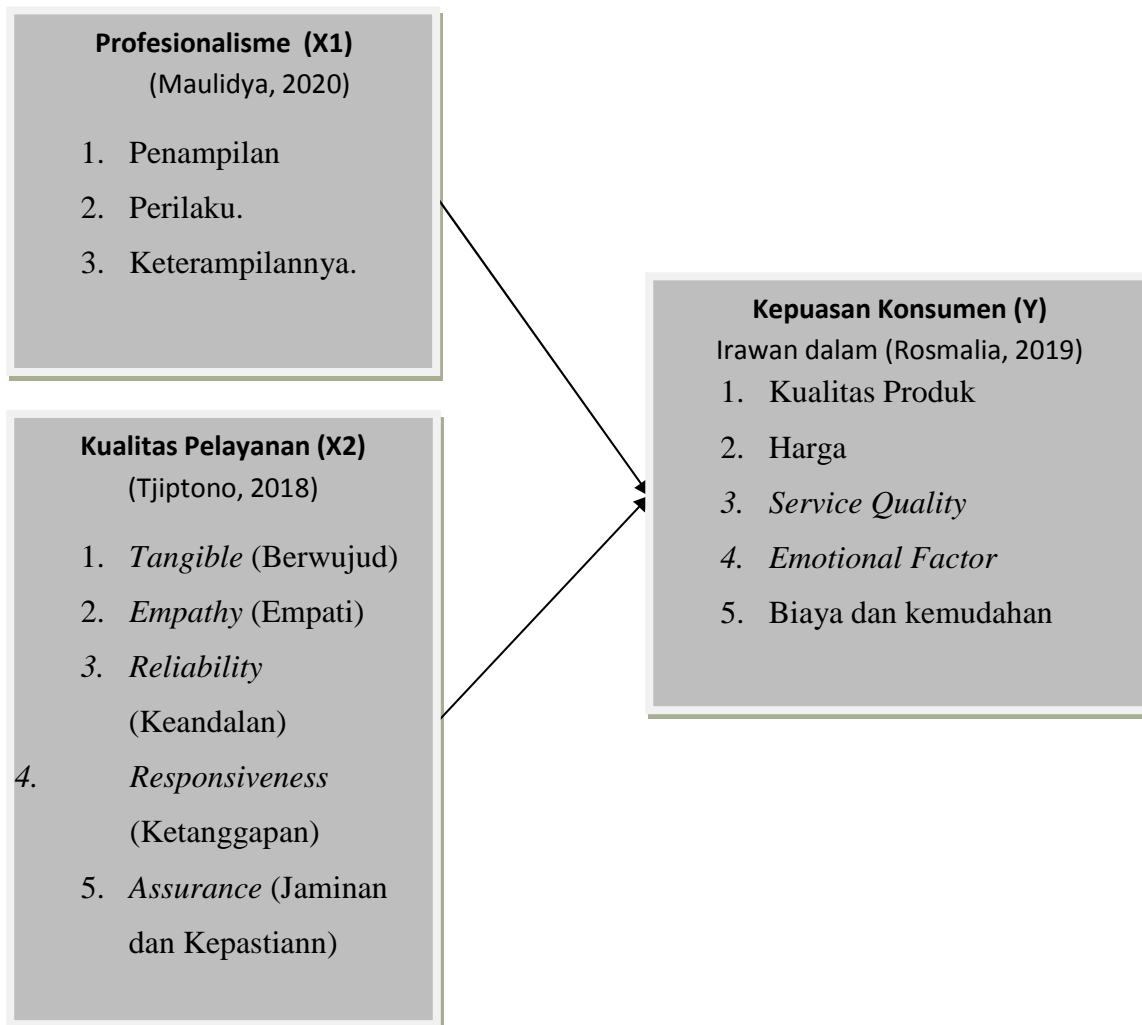 Profesionalisme (X1)
(Maulidya, 2020)
1. Penampilan
2. Perilaku.
3. Keterampilannya.
Kualitas Pelayanan (X2)
(Tjiptono, 2018)
1. Tangible (Berwujud)
2. Empathy (Empati)
3. Reliability
(Keandalan)
4. Responsiveness
(Ketanggapan)
5. Assurance (Jaminan
dan Kepastiann)
Kepuasan Konsumen (Y)
Irawan dalam (Rosmalia, 2019)
1. Kualitas Produk
2. Harga
3. Service Quality
4. Emotional Factor
5. Biaya dan kemudahan